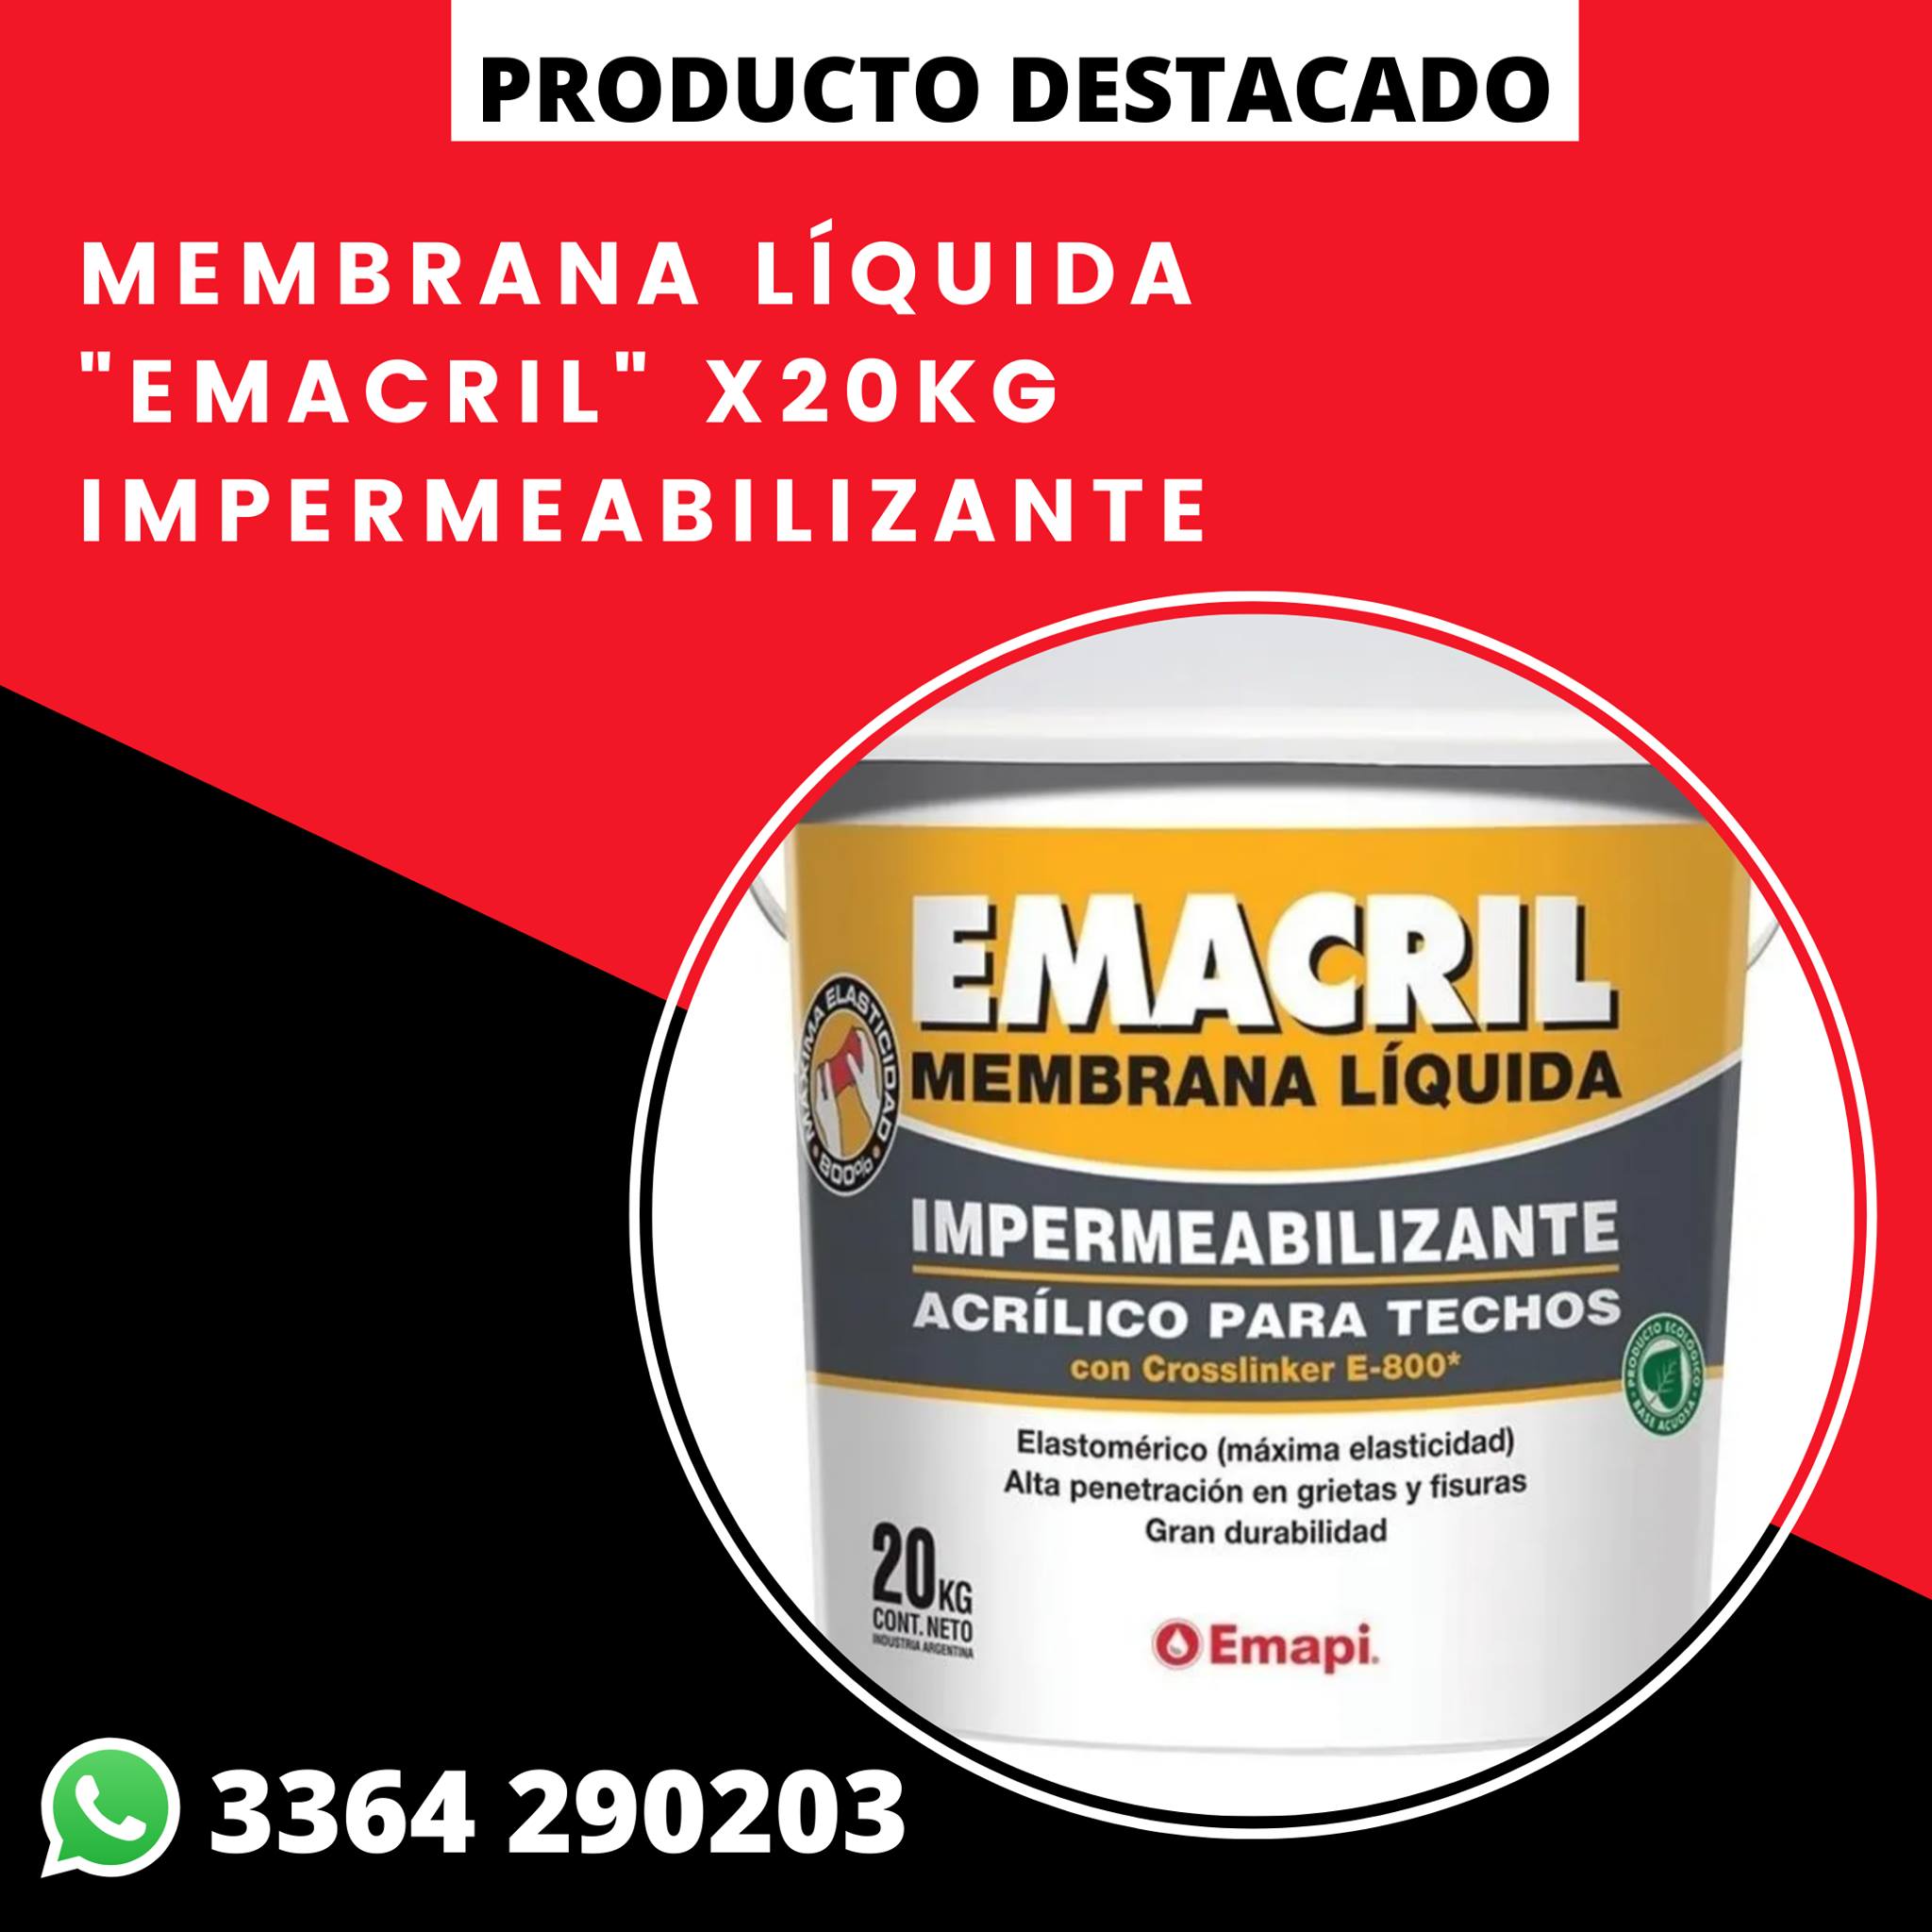 PRODUCTO DESTACADO
MEMBRANA LÍQUIDA
"EMACRIL" X20KG
IMPERMEABILIZANTE
EMACRIL
MEMBRANA LÍQUIDA
MÁXIMA ELASTICIDAD
800%
IMPERMEABILIZANTE
ACRÍLICO PARA TECHOS
con Crosslinker E-800*
PRODUCTO ECOLOGICO
BASE ACUOSA
Elastomérico (máxima elasticidad)
Alta penetración en grietas y fisuras
Gran durabilidad
20KG
CONT. NETO
INDUSTRIA ARGENTINA
Emapi
3364 290203